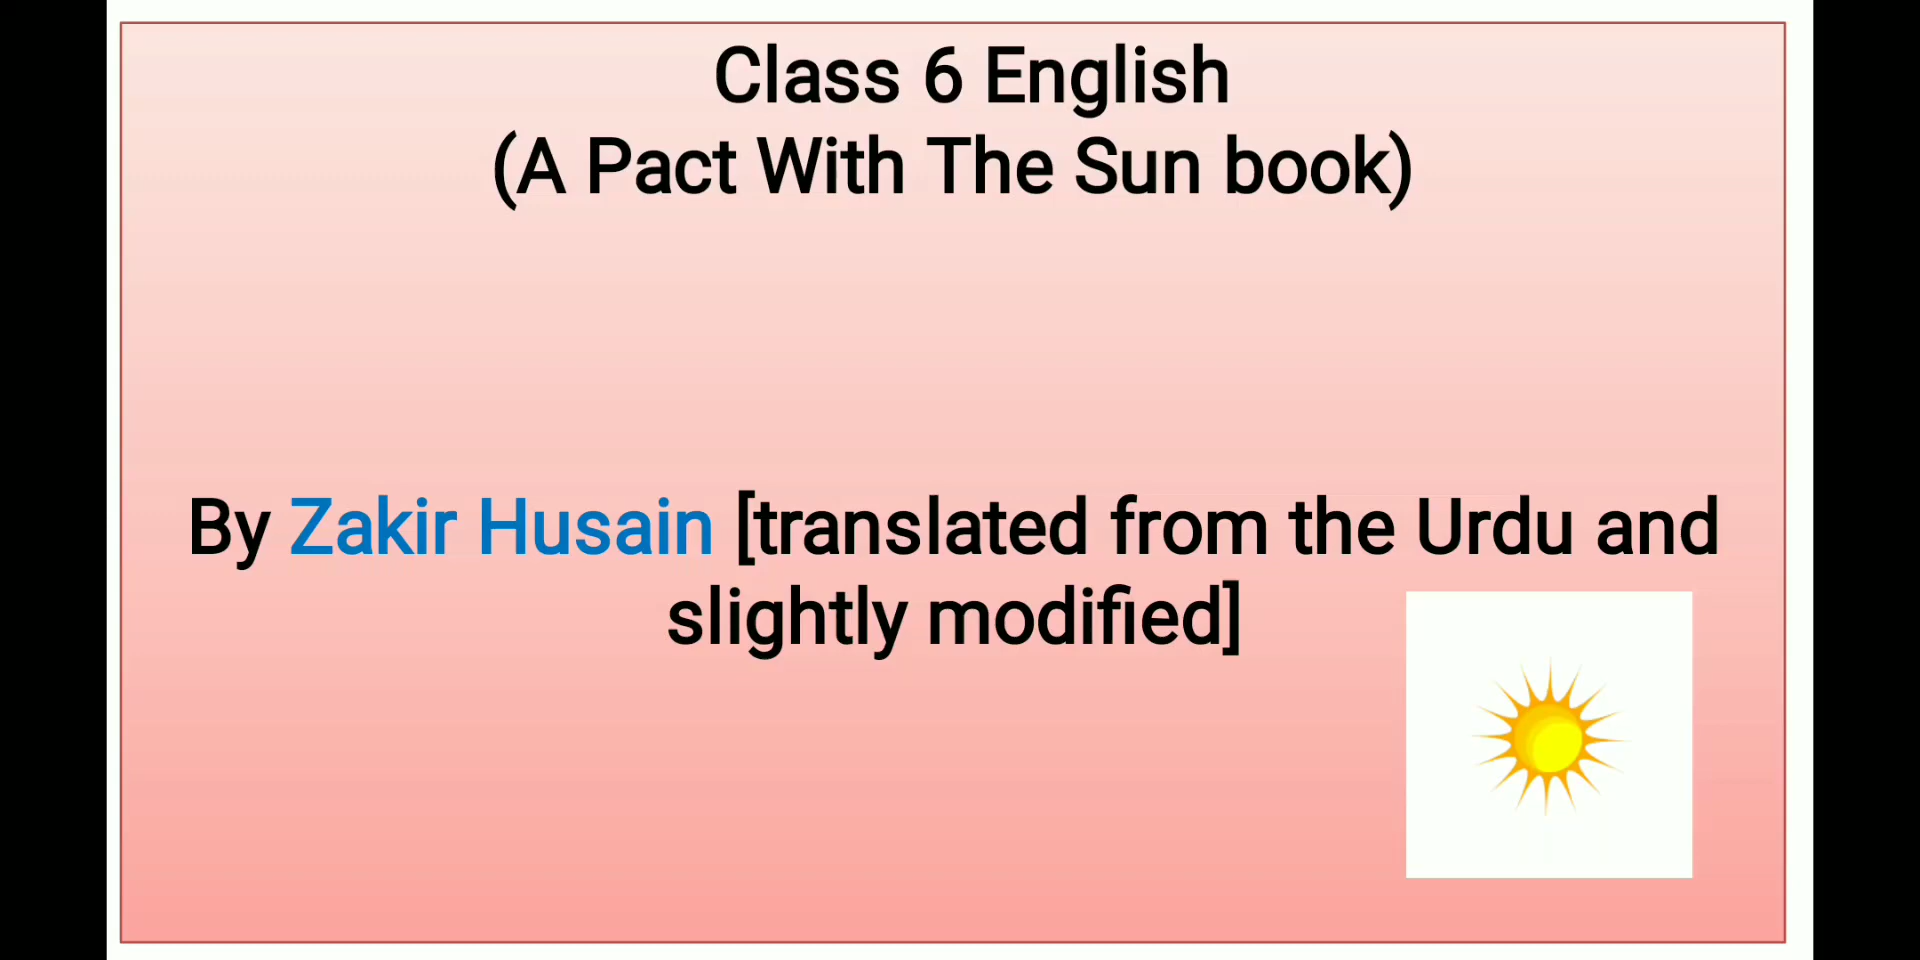 Class 6 English
(A Pact With The Sun book)
By Zakir Husain [translated from the Urdu and
slightly modified]